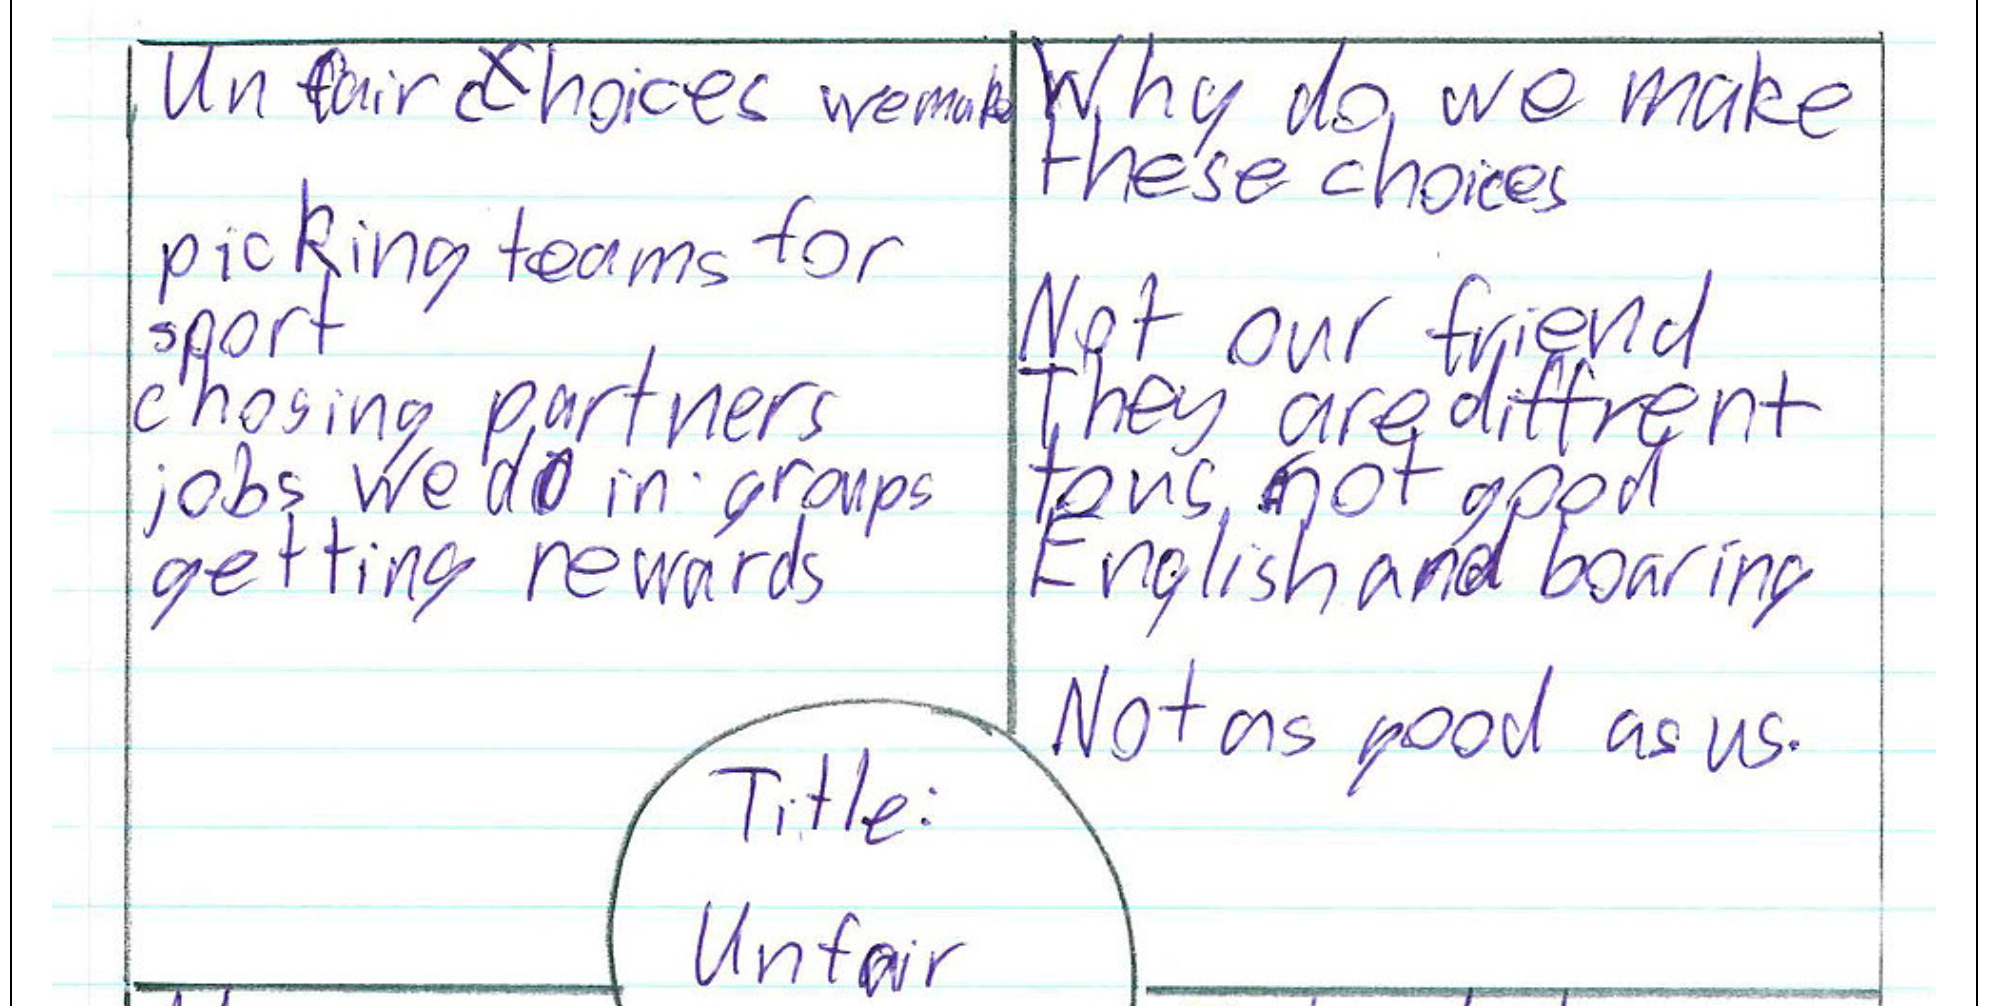 Unfair choices we make
picking teams for
sport
chosing partners
jobs we do in groups
getting rewards
Why do we make
these choices
Not our friend
They are diffrent
to us, not good
English and boaring
Not as good as us.
Title:
Unfair